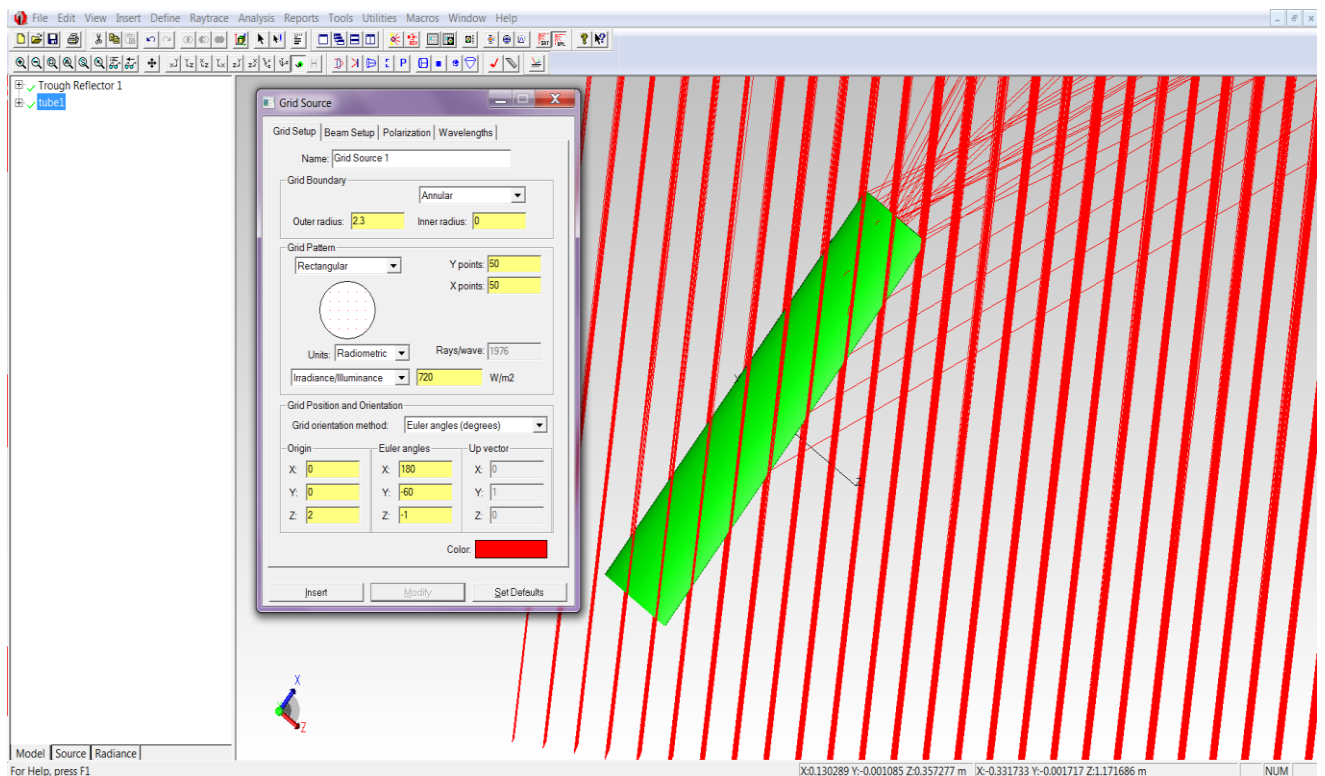 File Edit View Insert Define Raytrace Analysis Reports Tools Utilities Macros Window Help
Trough Reflector 1
tube1
Grid Source
Grid Setup Beam Setup Polarization Wavelengths
Name: Grid Source 1
Grid Boundary
Annular
Outer radius: 2.3 Inner radius: 0
Grid Pattern
Rectangular Y points: 50
X points: 50
Units: Radiometric Rays/wave: 1976
Irradiance/Illuminance 720 W/m2
Grid Position and Orientation
Grid orientation method: Euler angles (degrees)
Origin Euler angles Up vector
X: 0 X: 180 X: 0
Y: 0 Y: -60 Y: 1
Z: 2 Z: -1 Z: 0
Color:
Insert Modify Set Defaults
X
Z
Model Source Radiance
For Help, press F1 X:0.130289 Y:-0.001085 Z:0.357277 m X:-0.331733 Y:-0.001717 Z:1.171686 m NUM